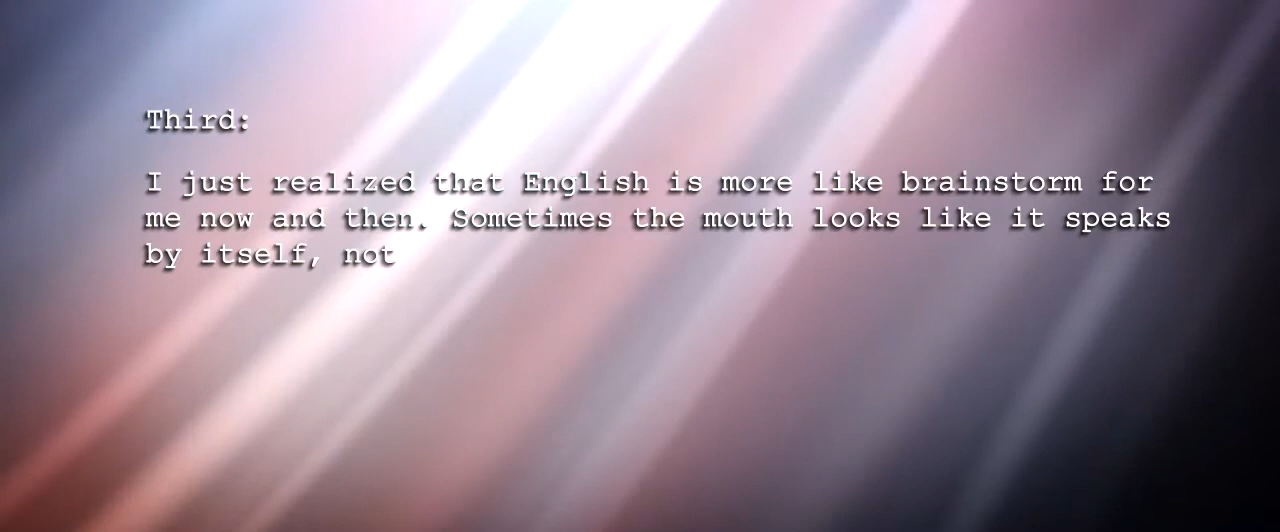 Third:
I just realized that English is more like brainstorm for
me now and then. Sometimes the mouth looks like it speaks
by itself, not